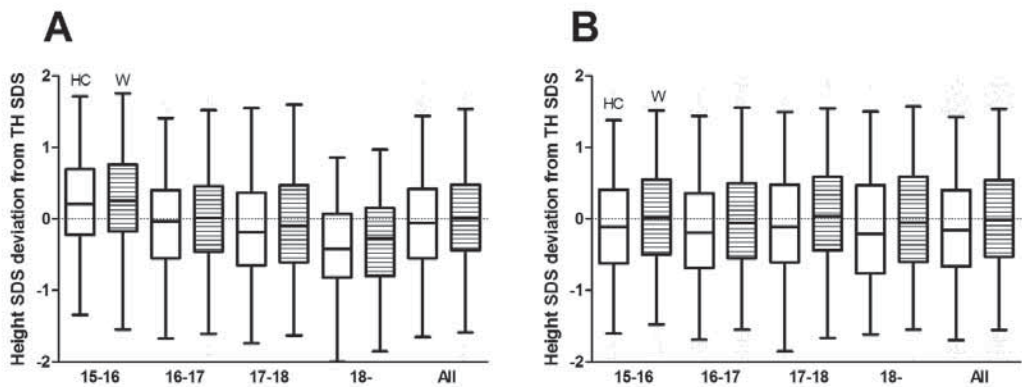 A
B
Height SDS deviation from TH SDS
2
1
0
-1
-2
HC W
15-16 16-17 17-18 18- All
Height SDS deviation from TH SDS
2
1
0
-1
-2
HC W
15-16 16-17 17-18 18- All